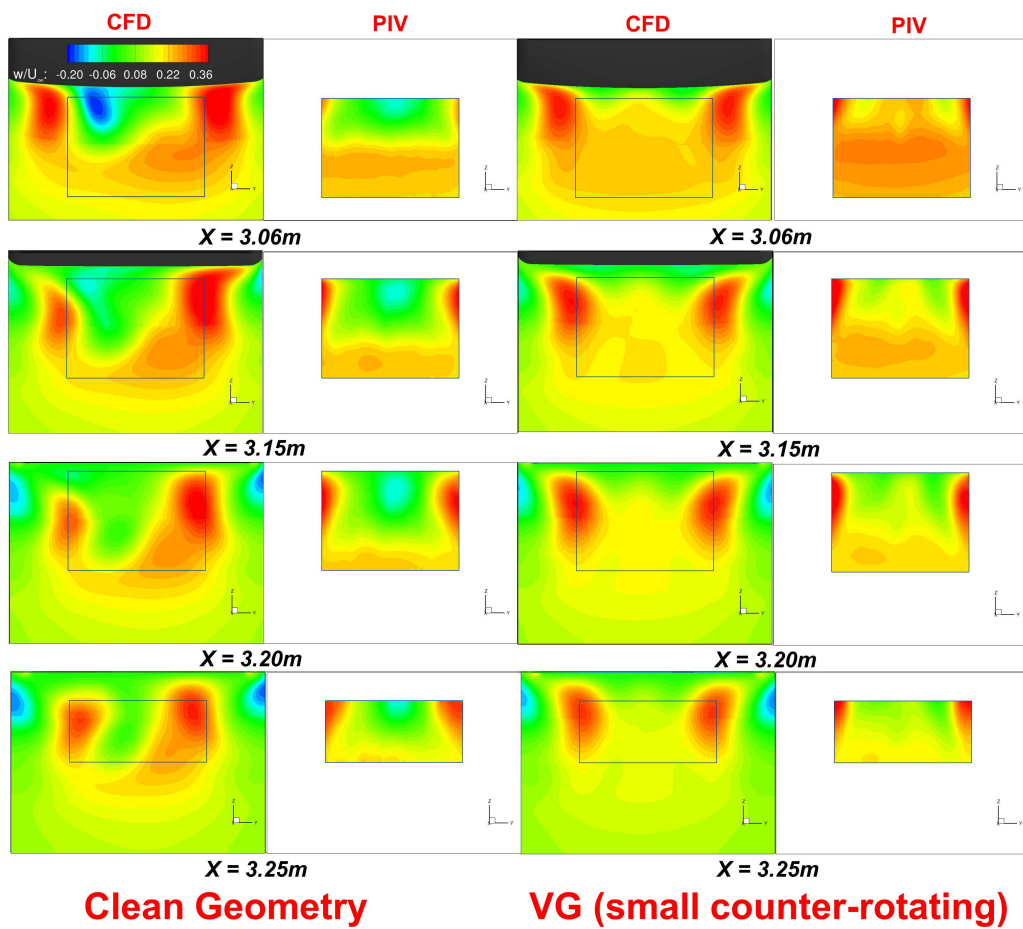 CFD PIV CFD PIV
w/U∞: -0.20 -0.06 0.08 0.22 0.36
Z Y Z Y Z Y Z Y
X = 3.06m X = 3.06m
Z Y Z Y Z Y Z Y
X = 3.15m X = 3.15m
Z Y Z Y Z Y Z Y
X = 3.20m X = 3.20m
Z Y Z Y Z Y Z Y
X = 3.25m X = 3.25m
Clean Geometry VG (small counter-rotating)